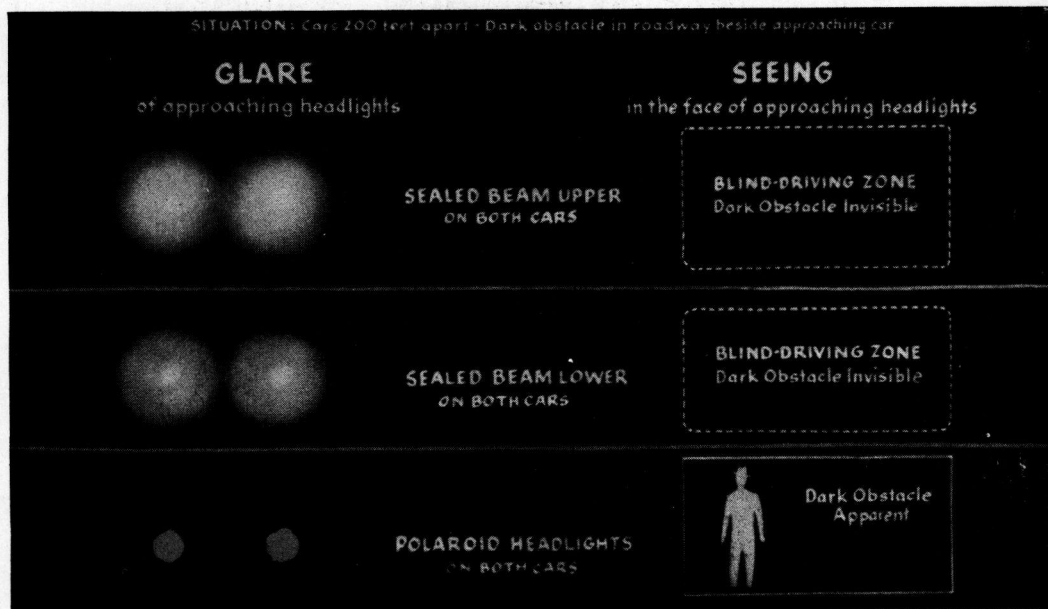 SITUATION: Cars 200 feet apart - Dark obstacle in roadway beside approaching car
GLARE
of approaching headlights
SEEING
in the face of approaching headlights
SEALED BEAM UPPER
ON BOTH CARS
BLIND-DRIVING ZONE
Dark Obstacle Invisible
SEALED BEAM LOWER
ON BOTH CARS
BLIND-DRIVING ZONE
Dark Obstacle Invisible
POLAROID HEADLIGHTS
ON BOTH CARS
Dark Obstacle
Apparent